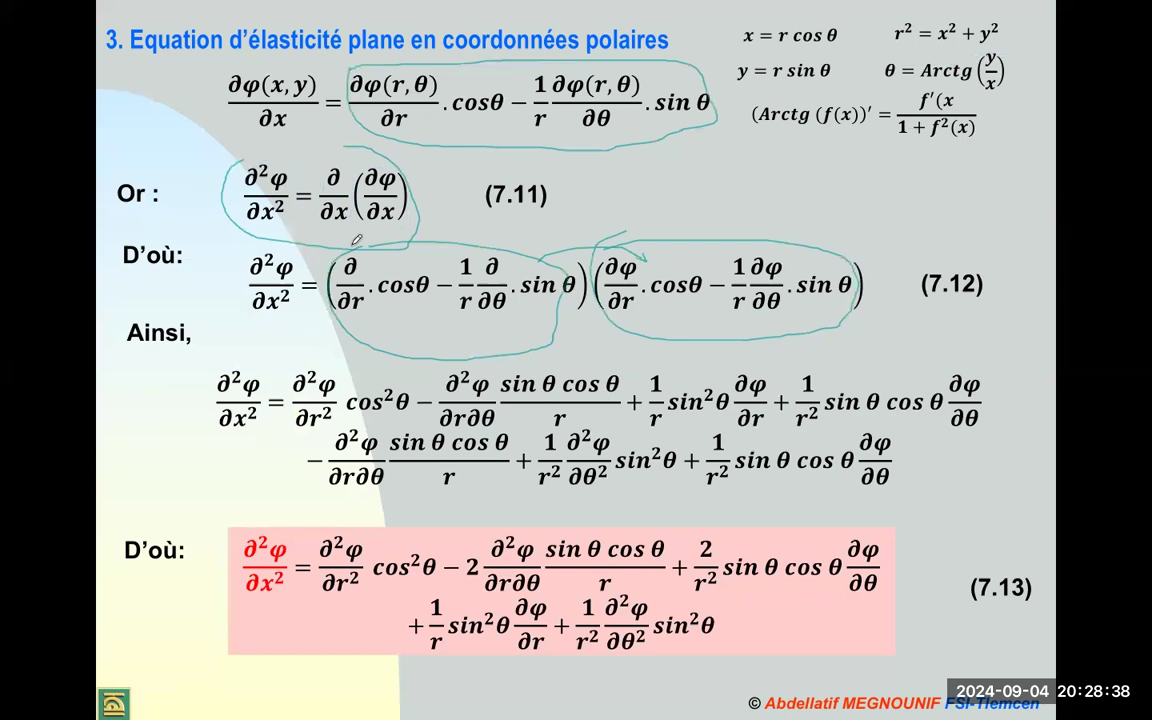 3. Equation d'élasticité plane en coordonnées polaires
x = r cos θ    r² = x² + y²
y = r sin θ    θ = Arctg (y/x)
(Arctg (f(x))′ = f′(x / 1 + f²(x)
∂φ(x, y)/∂x = ∂φ(r, θ)/∂r . cosθ − 1/r ∂φ(r, θ)/∂θ . sin θ
Or : ∂²φ/∂x² = ∂/∂x (∂φ/∂x) (7.11)
D'où: ∂²φ/∂x² = (∂/∂r . cosθ − 1/r ∂/∂θ . sin θ) (∂φ/∂r . cosθ − 1/r ∂φ/∂θ . sin θ) (7.12)
Ainsi,
∂²φ/∂x² = ∂²φ/∂r² cos²θ − ∂²φ/∂r∂θ sin θ cos θ/r + 1/r sin²θ ∂φ/∂r + 1/r² sin θ cos θ ∂φ/∂θ
− ∂²φ/∂r∂θ sin θ cos θ/r + 1/r² ∂²φ/∂θ² sin²θ + 1/r² sin θ cos θ ∂φ/∂θ
D'où: ∂²φ/∂x² = ∂²φ/∂r² cos²θ − 2 ∂²φ/∂r∂θ sin θ cos θ/r + 2/r² sin θ cos θ ∂φ/∂θ
+ 1/r sin²θ ∂φ/∂r + 1/r² ∂²φ/∂θ² sin²θ (7.13)
2024-09-04 20:28:38
© Abdellatif MEGNOUNIF FSI-Tlemcen